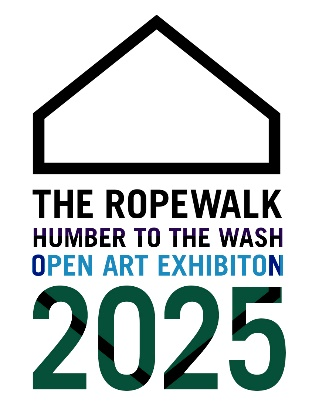 THE ROPEWALK
HUMBER TO THE WASH
OPEN ART EXHIBITON
2025